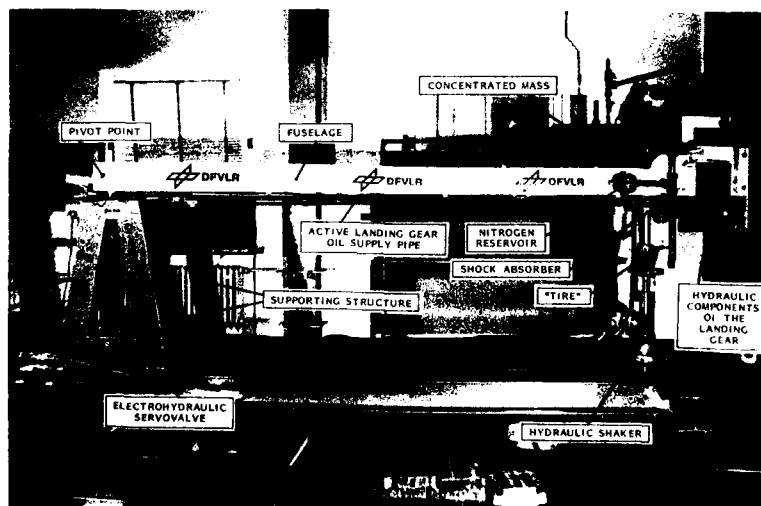 CONCENTRATED MASS
PIVOT POINT
FUSELAGE
DFVLR
DFVLR
DFVLR
ACTIVE LANDING GEAR
OIL SUPPLY PIPE
NITROGEN
RESERVOIR
SHOCK ABSORBER
"TIRE"
SUPPORTING STRUCTURE
HYDRAULIC
COMPONENTS
OI THE
LANDING
GEAR
ELECTROHYDRAULIC
SERVOVALVE
HYDRAULIC SHAKER